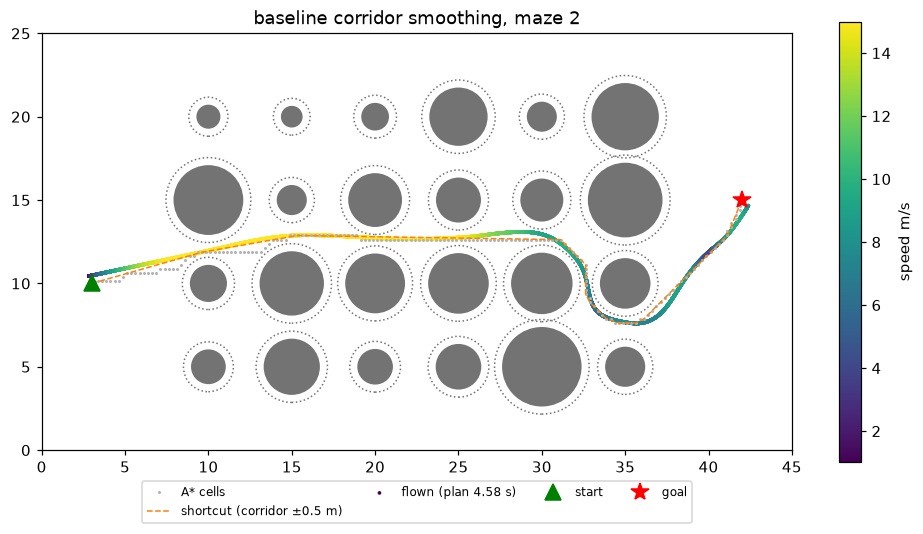 baseline corridor smoothing, maze 2
25
20
15
10
5
0
0 5 10 15 20 25 30 35 40 45
14
12
10
8
6
4
2
speed m/s
A* cells flown (plan 4.58 s) start goal
shortcut (corridor ±0.5 m)